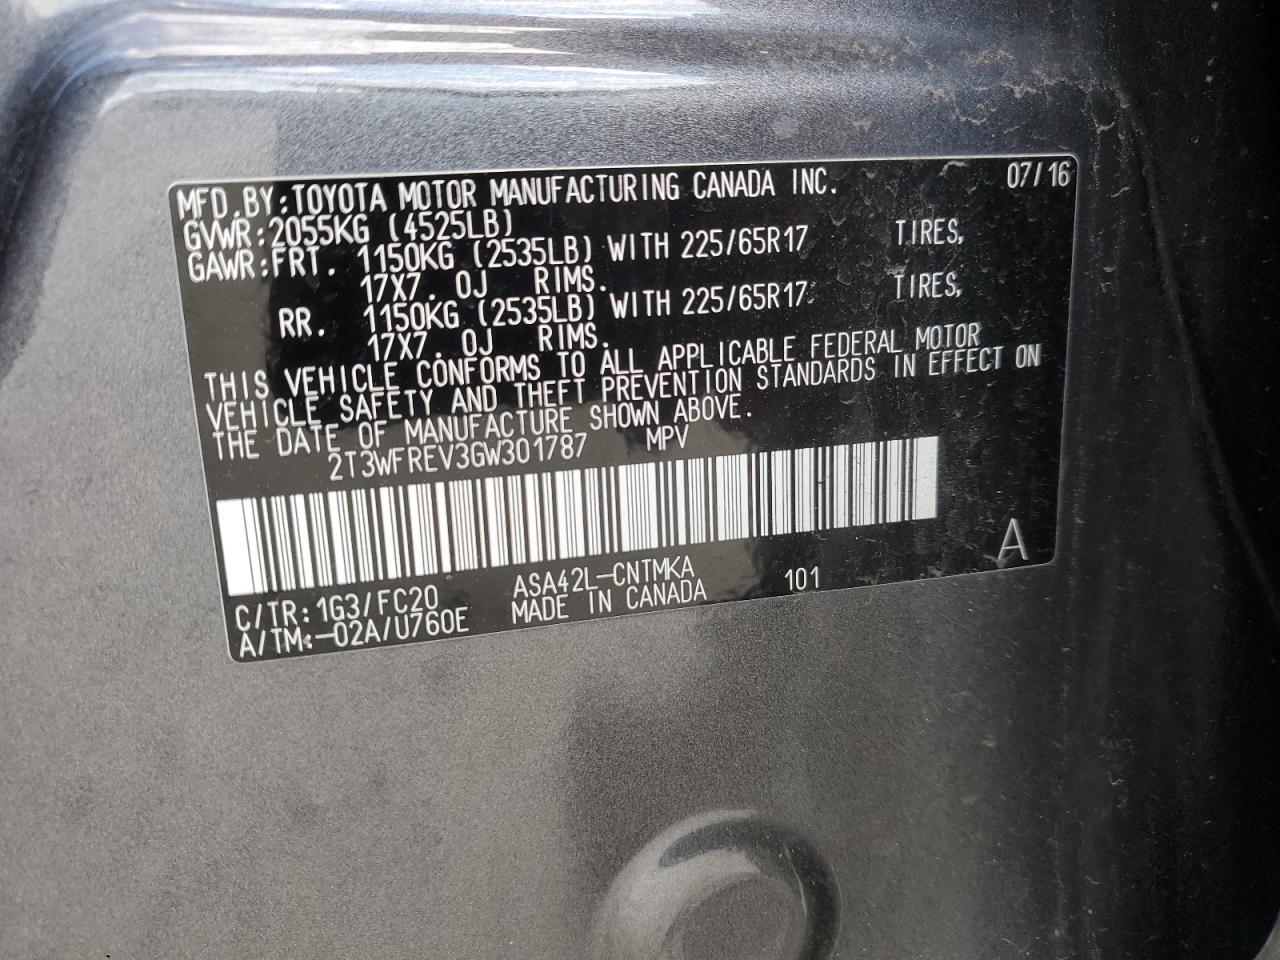 MFD.BY:TOYOTA MOTOR MANUFACTURING CANADA INC. 07/16
GVWR:2055KG (4525LB)
GAWR:FRT. 1150KG (2535LB) WITH 225/65R17 TIRES,
17X7.0J RIMS.
RR. 1150KG (2535LB) WITH 225/65R17 TIRES,
17X7.0J RIMS.
THIS VEHICLE CONFORMS TO ALL APPLICABLE FEDERAL MOTOR
VEHICLE SAFETY AND THEFT PREVENTION STANDARDS IN EFFECT ON
THE DATE OF MANUFACTURE SHOWN ABOVE.
2T3WFREV3GW301787 MPV
A
C/TR:1G3/FC20 ASA42L-CNTMKA 101
A/TM:-02A/U760E MADE IN CANADA